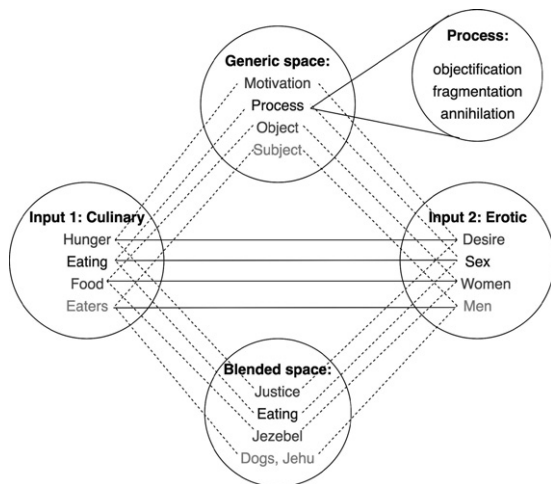 Generic space:
Motivation
Process
Object
Subject
Process:
objectification
fragmentation
annihilation
Input 1: Culinary
Hunger
Eating
Food
Eaters
Input 2: Erotic
Desire
Sex
Women
Men
Blended space:
Justice
Eating
Jezebel
Dogs, Jehu